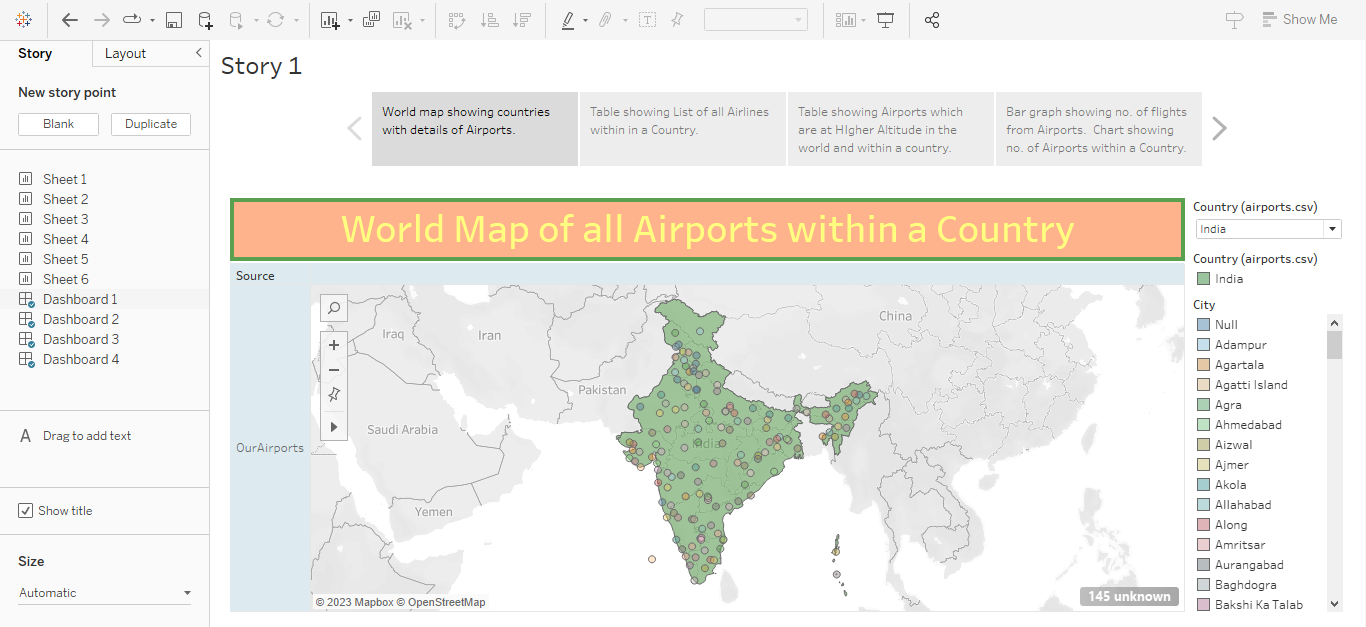 Show Me
Story
Layout
New story point
Blank
Duplicate
Sheet 1
Sheet 2
Sheet 3
Sheet 4
Sheet 5
Sheet 6
Dashboard 1
Dashboard 2
Dashboard 3
Dashboard 4
A Drag to add text
Show title
Size
Automatic
Story 1
World map showing countries
with details of Airports.
Table showing List of all Airlines
within in a Country.
Table showing Airports which
are at HIgher Altitude in the
world and within a country.
Bar graph showing no. of flights
from Airports. Chart showing
no. of Airports within a Country.
World Map of all Airports within a Country
Source
OurAirports
Iraq
Iran
China
Pakistan
Saudi Arabia
India
Yemen
© 2023 Mapbox © OpenStreetMap
145 unknown
Country (airports.csv)
India
Country (airports.csv)
India
City
Null
Adampur
Agartala
Agatti Island
Agra
Ahmedabad
Aizwal
Ajmer
Akola
Allahabad
Along
Amritsar
Aurangabad
Baghdogra
Bakshi Ka Talab